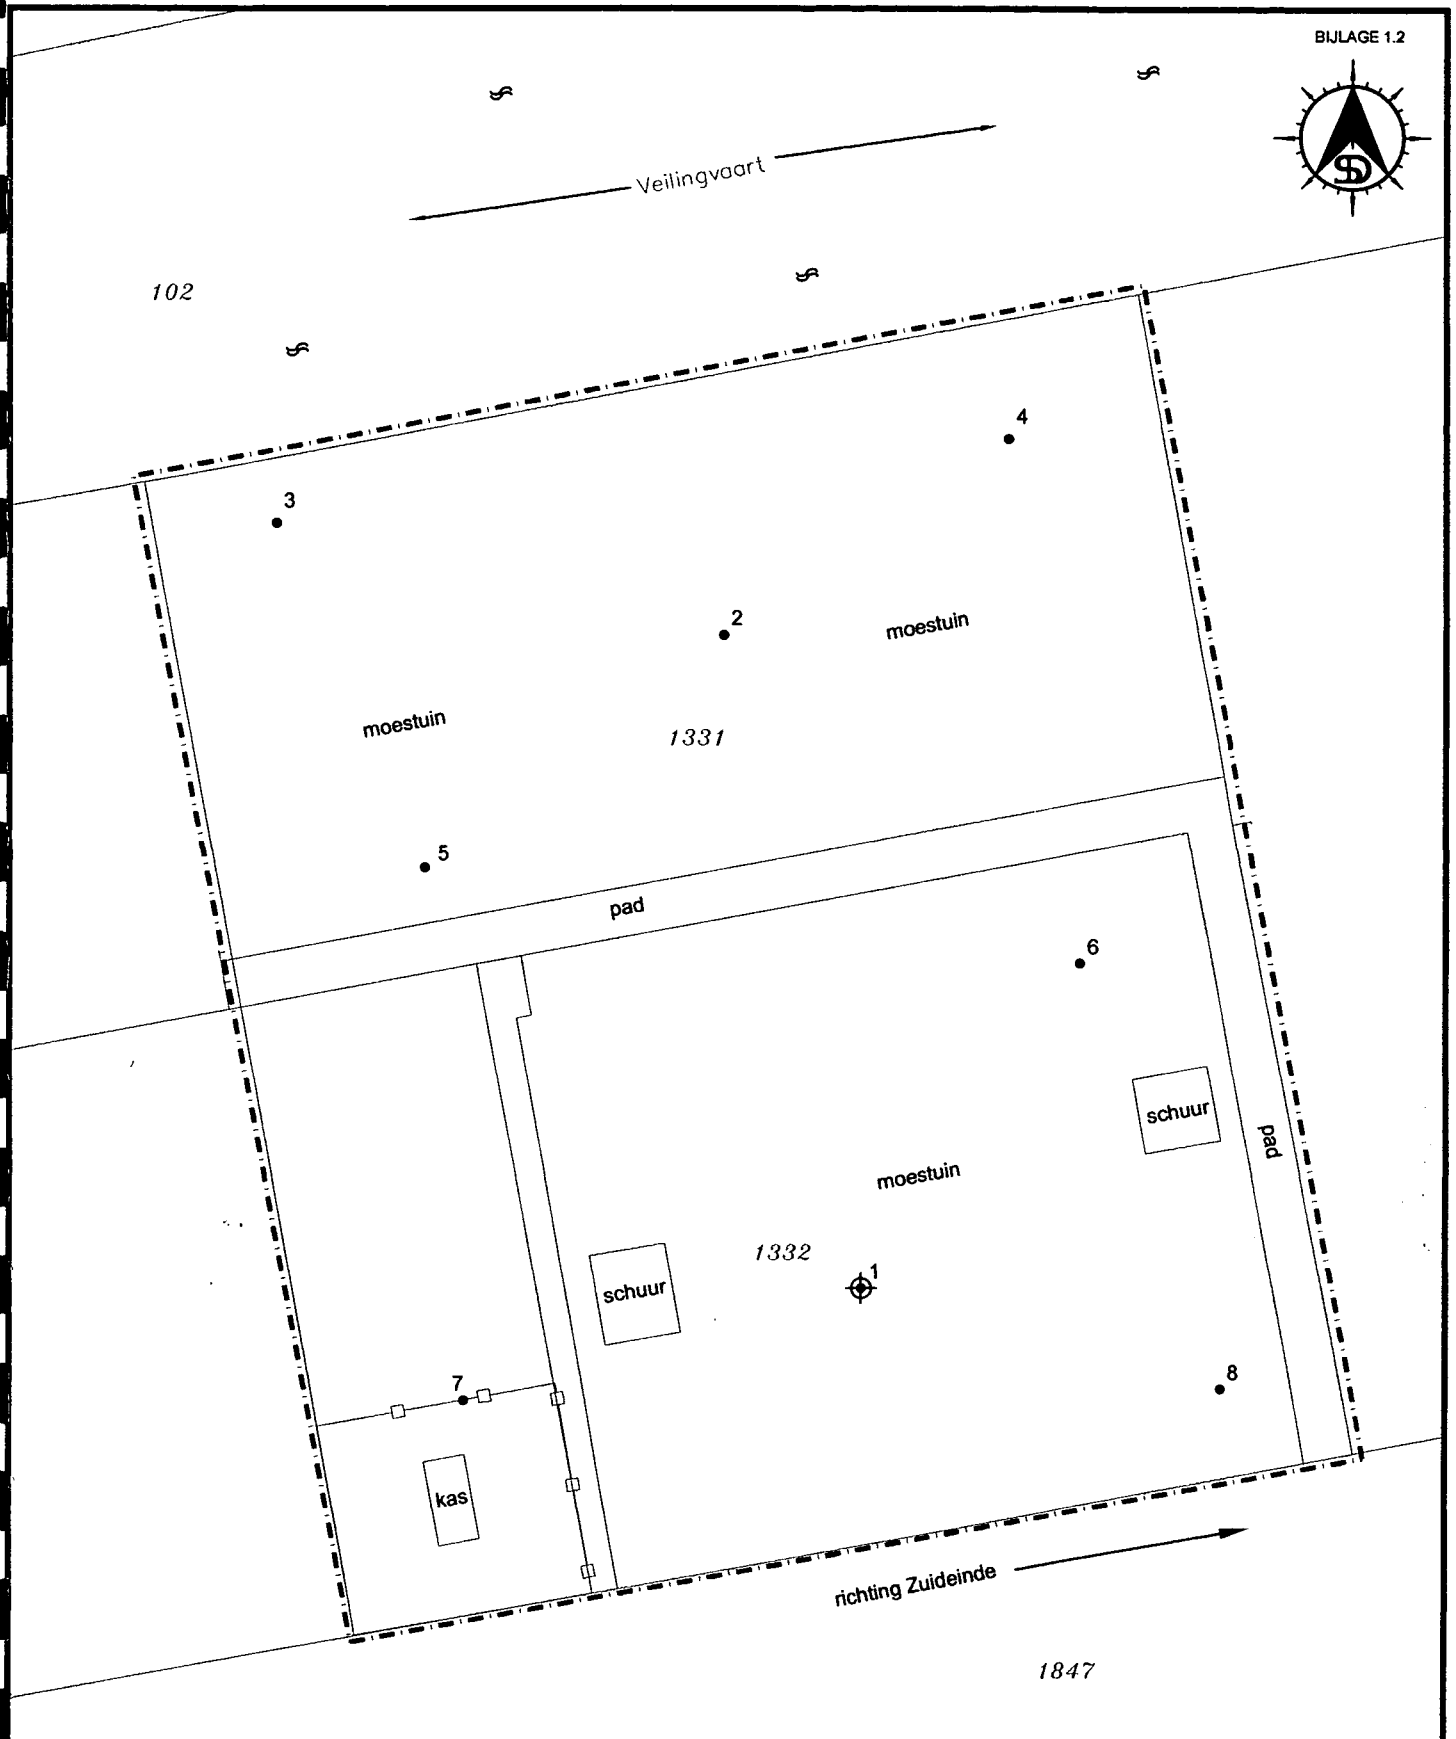 BIJLAGE 1.2
SD
Veilingvaart
102
4
3
2
moestuin
moestuin
1331
5
pad
6
schuur
pad
moestuin
1332
1
schuur
7
8
kas
richting Zuideinde
1847